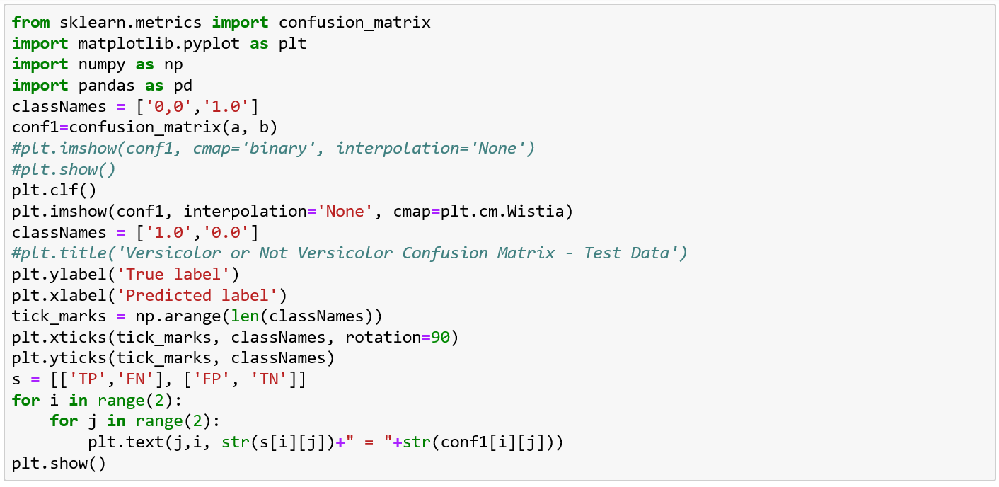 from sklearn.metrics import confusion_matrix
import matplotlib.pyplot as plt
import numpy as np
import pandas as pd
classNames = ['0,0','1.0']
conf1=confusion_matrix(a, b)
#plt.imshow(conf1, cmap='binary', interpolation='None')
#plt.show()
plt.clf()
plt.imshow(conf1, interpolation='None', cmap=plt.cm.Wistia)
classNames = ['1.0','0.0']
#plt.title('Versicolor or Not Versicolor Confusion Matrix - Test Data')
plt.ylabel('True label')
plt.xlabel('Predicted label')
tick_marks = np.arange(len(classNames))
plt.xticks(tick_marks, classNames, rotation=90)
plt.yticks(tick_marks, classNames)
s = [['TP','FN'], ['FP', 'TN']]
for i in range(2):
    for j in range(2):
        plt.text(j,i, str(s[i][j])+" = "+str(conf1[i][j]))
plt.show()